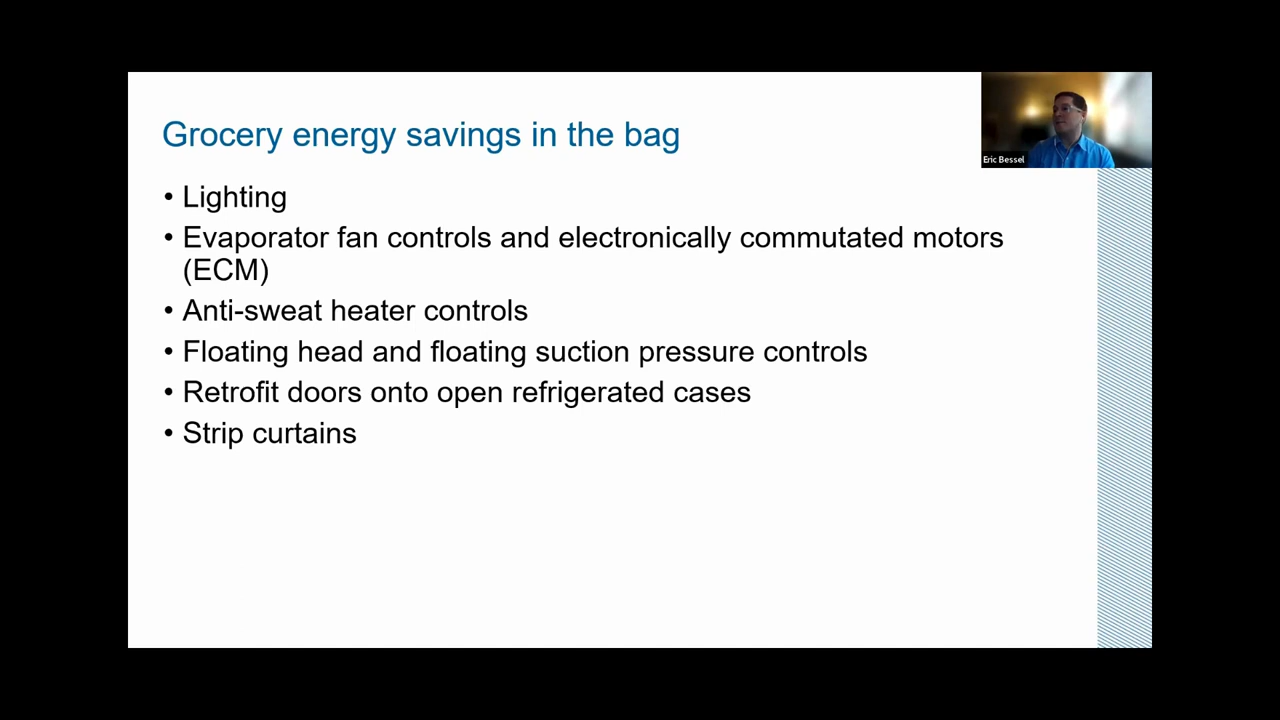 Grocery energy savings in the bag
Eric Bessel
• Lighting
• Evaporator fan controls and electronically commutated motors
(ECM)
• Anti-sweat heater controls
• Floating head and floating suction pressure controls
• Retrofit doors onto open refrigerated cases
• Strip curtains